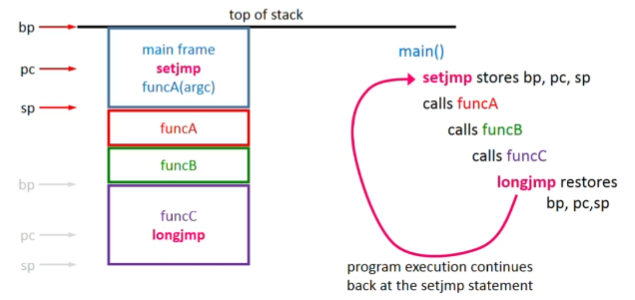 top of stack
bp
main frame
pc
setjmp
funcA(argc)
sp
funcA
funcB
bp
funcC
pc
longjmp
sp
main()
setjmp stores bp, pc, sp
calls funcA
calls funcB
calls funcC
longjmp restores
bp, pc,sp
program execution continues
back at the setjmp statement